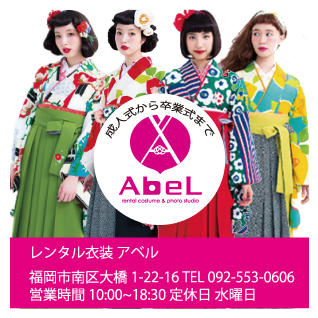 成人式から卒業式まで
AbeL
rental costume & photo studio
レンタル衣装 アベル
福岡市南区大橋 1-22-16 TEL 092-553-0606
営業時間 10:00~18:30 定休日 水曜日